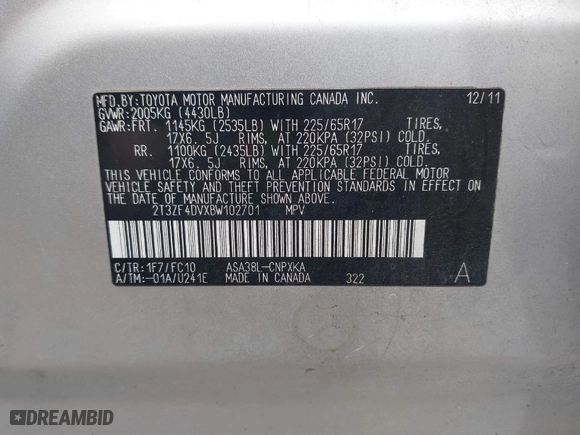 MFD.BY:TOYOTA MOTOR MANUFACTURING CANADA INC. 12/11
GVWR:2005KG (4430LB)
GAWR:FRT. 1145KG (2535LB) WITH 225/65R17 TIRES,
17X6. 5J RIMS, AT 220KPA (32PSI) COLD.
RR. 1100KG (2435LB) WITH 225/65R17 TIRES,
17X6. 5J RIMS, AT 220KPA (32PSI) COLD.
THIS VEHICLE CONFORMS TO ALL APPLICABLE FEDERAL MOTOR
VEHICLE SAFETY AND THEFT PREVENTION STANDARDS IN EFFECT ON
THE DATE OF MANUFACTURE SHOWN ABOVE.
2T3ZF4DVXBW102701 MPV
C/TR:1F7/FC10 ASA38L-CNPXKA
A/TM:-01A/U241E MADE IN CANADA 322 A
DREAMBID